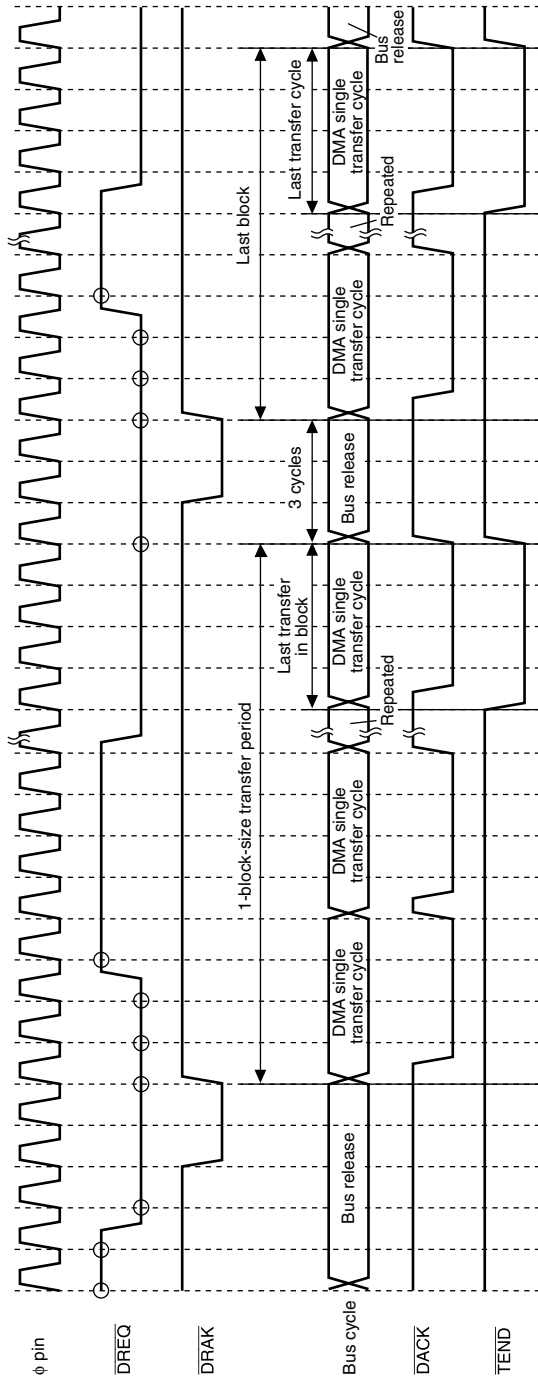 φ pin
DREQ
DRAK
Last block
1-block-size transfer period
3 cycles
Last transfer cycle
Last transfer
in block
Bus cycle
Bus release
DMA single
transfer cycle
DMA single
transfer cycle
Repeated
DMA single
transfer cycle
Bus release
DMA single
transfer cycle
Repeated
DMA single
transfer cycle
Bus
release
DACK
TEND